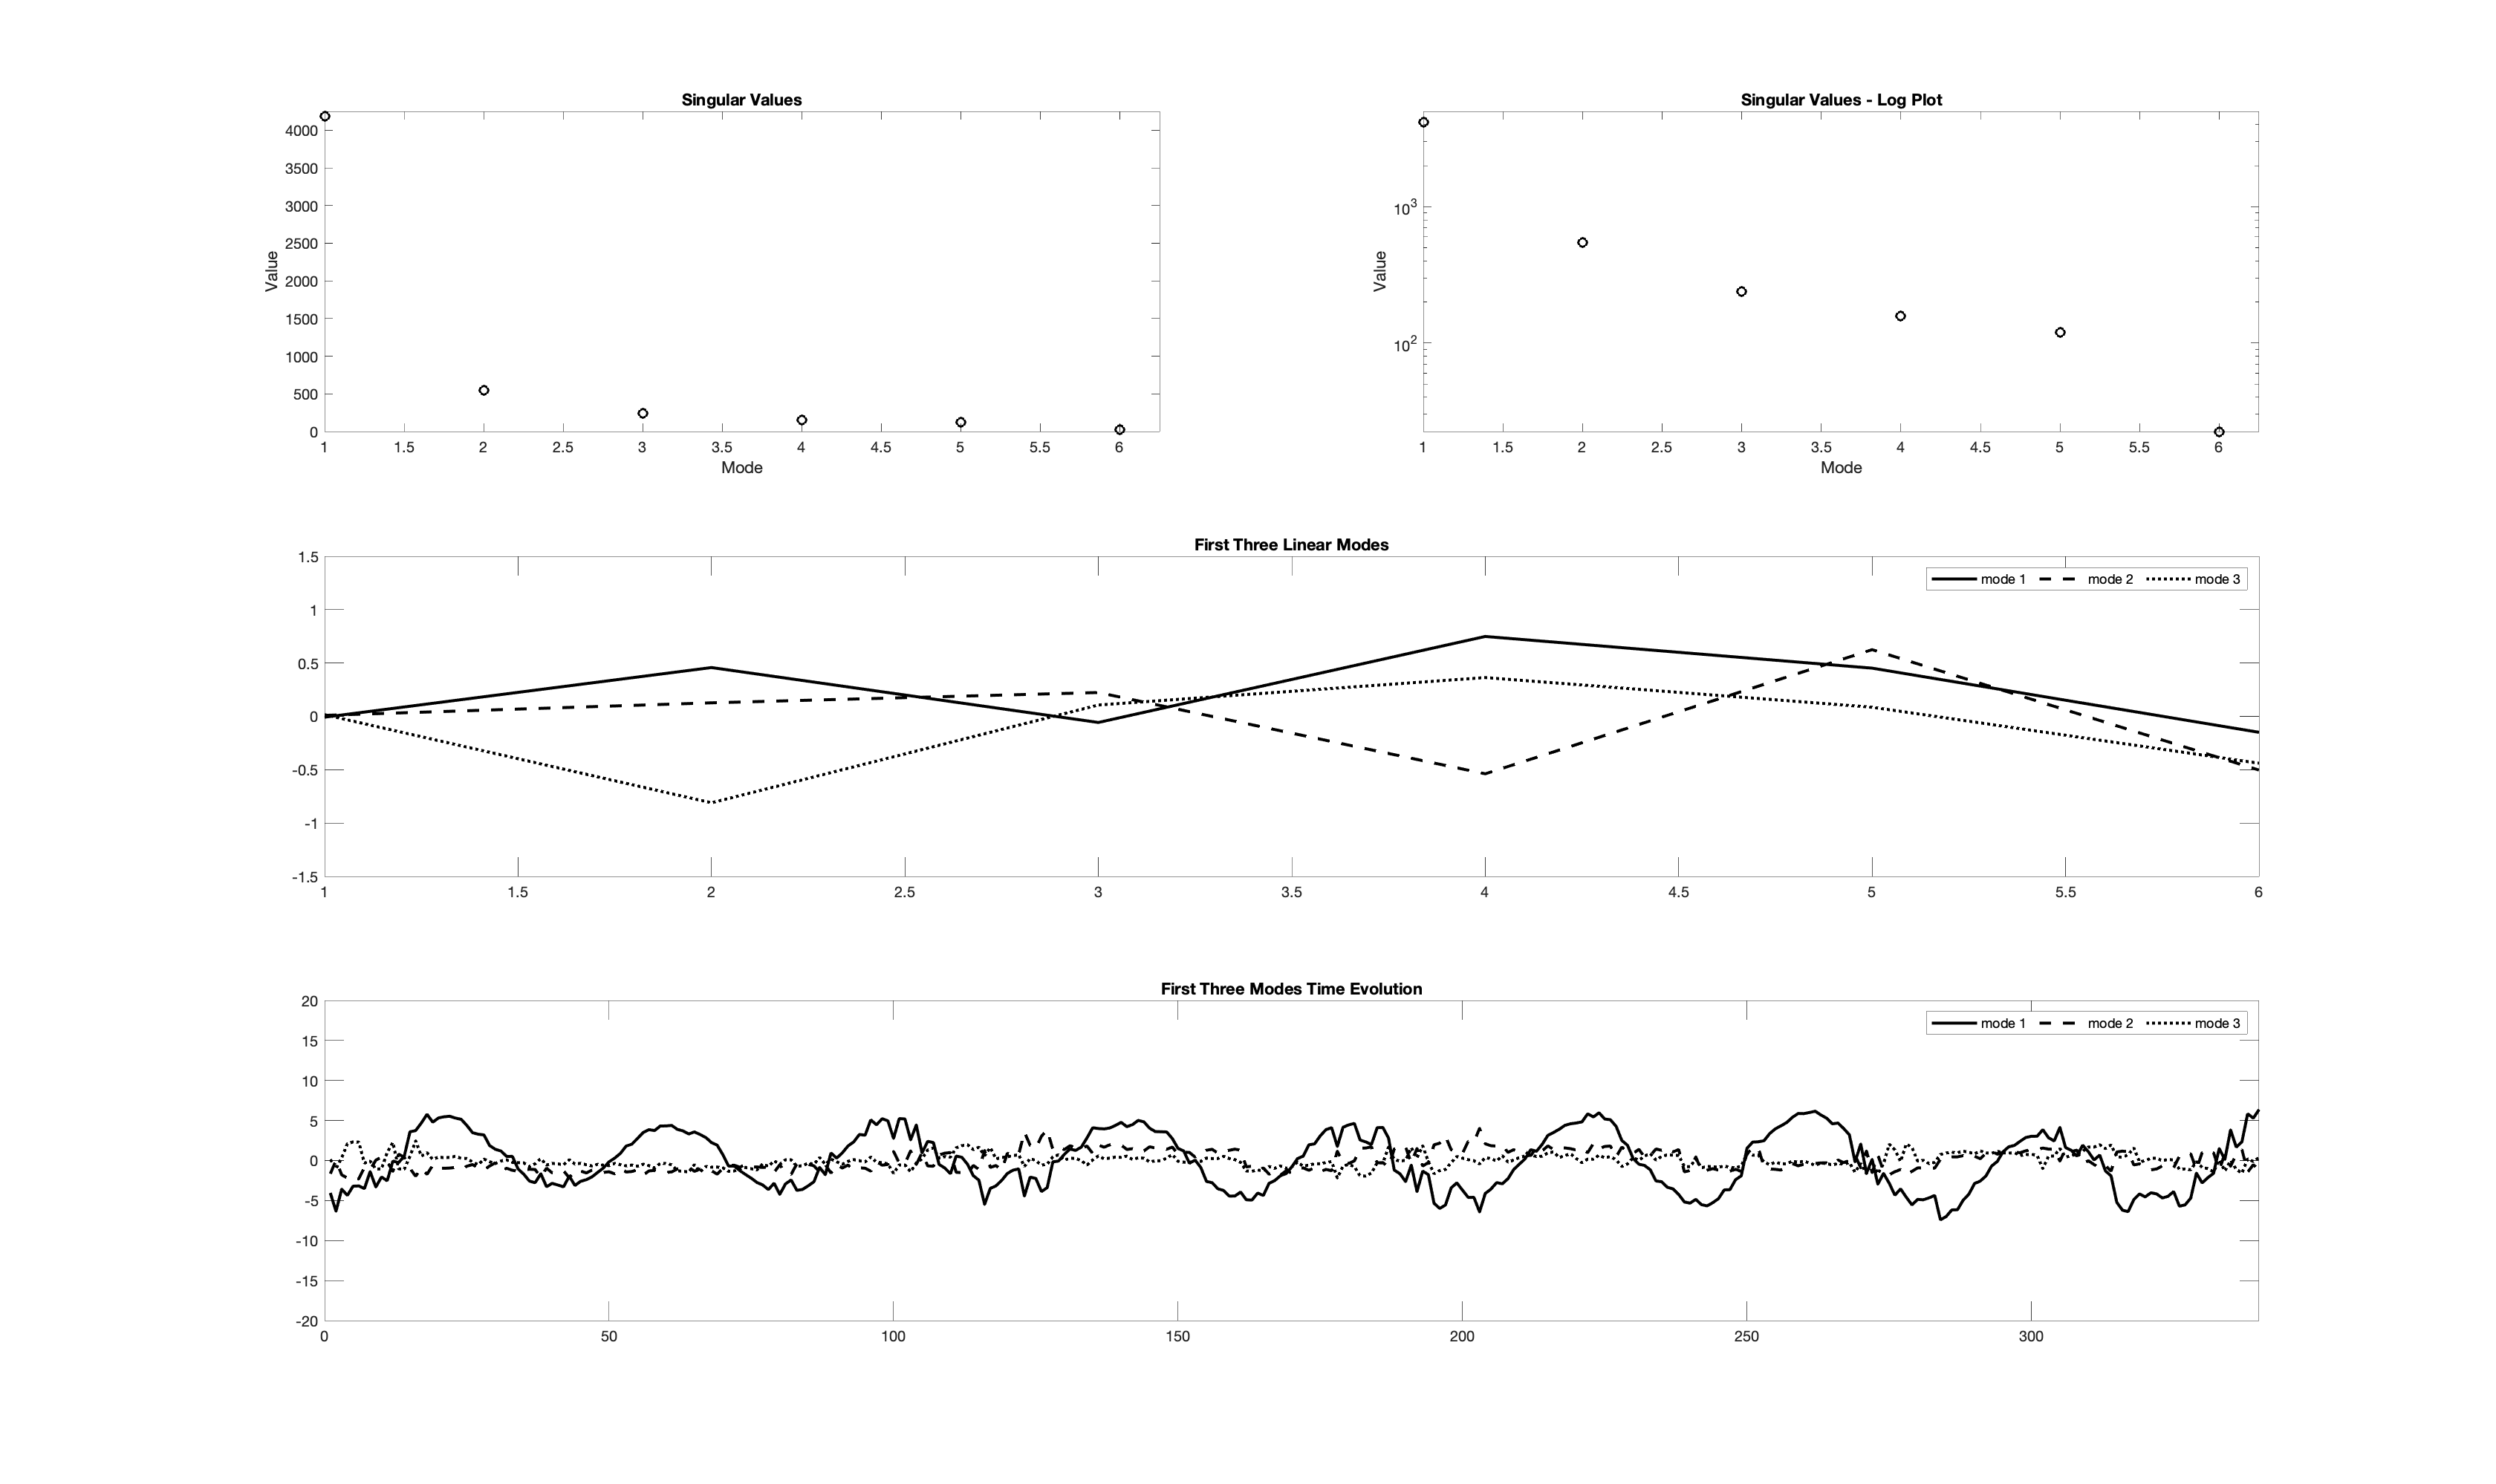 Singular Values
4000
3500
3000
2500
2000
1500
1000
500
0
Value
1 1.5 2 2.5 3 3.5 4 4.5 5 5.5 6
Mode
Singular Values - Log Plot
10^3
10^2
Value
1 1.5 2 2.5 3 3.5 4 4.5 5 5.5 6
Mode
First Three Linear Modes
mode 1 mode 2 mode 3
1.5
1
0.5
0
-0.5
-1
-1.5
1 1.5 2 2.5 3 3.5 4 4.5 5 5.5 6
First Three Modes Time Evolution
mode 1 mode 2 mode 3
20
15
10
5
0
-5
-10
-15
-20
0 50 100 150 200 250 300